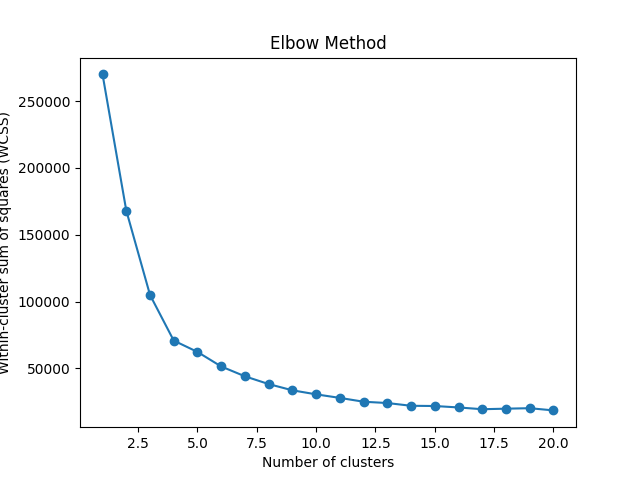 Elbow Method
Within-cluster sum of squares (WCSS)
250000
200000
150000
100000
50000
2.5 5.0 7.5 10.0 12.5 15.0 17.5 20.0
Number of clusters